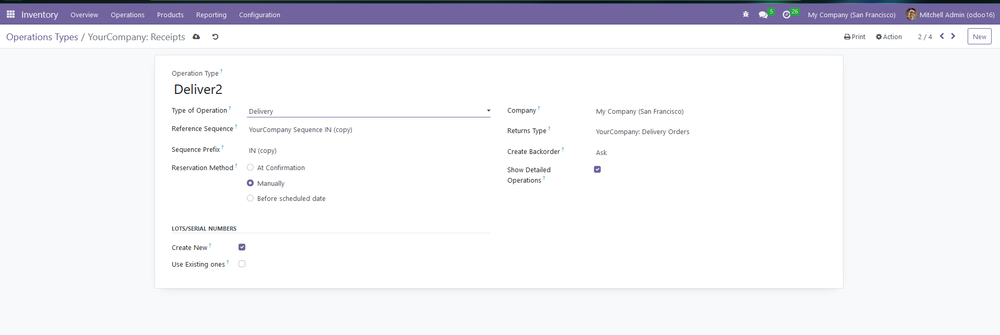 Inventory Overview Operations Products Reporting Configuration 5 26 My Company (San Francisco) Mitchell Admin (odoo16)
Operations Types / YourCompany: Receipts Print Action 2 / 4 New
Operation Type ?
Deliver2
Type of Operation ? Delivery Company ? My Company (San Francisco)
Reference Sequence ? YourCompany Sequence IN (copy) Returns Type ? YourCompany: Delivery Orders
Sequence Prefix ? IN (copy) Create Backorder ? Ask
Reservation Method ? At Confirmation Show Detailed
Operations ?
Manually
Before scheduled date
LOTS/SERIAL NUMBERS
Create New ?
Use Existing ones ?